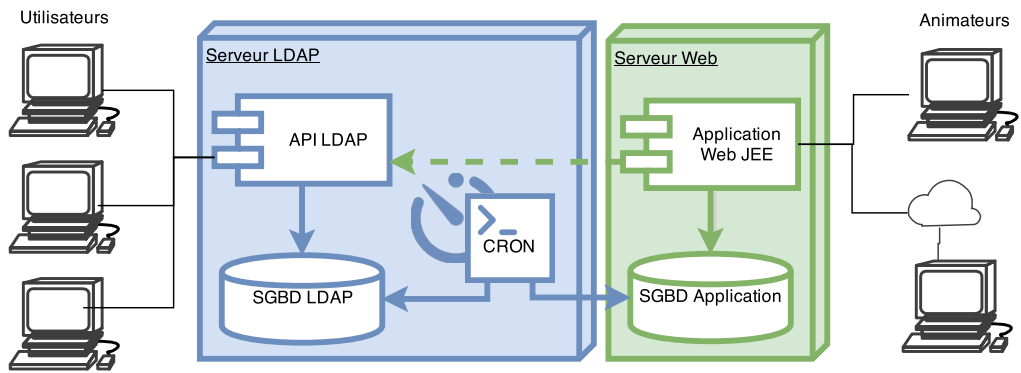 Utilisateurs
Animateurs
Serveur LDAP
Serveur Web
API LDAP
Application
Web JEE
CRON
SGBD LDAP
SGBD Application